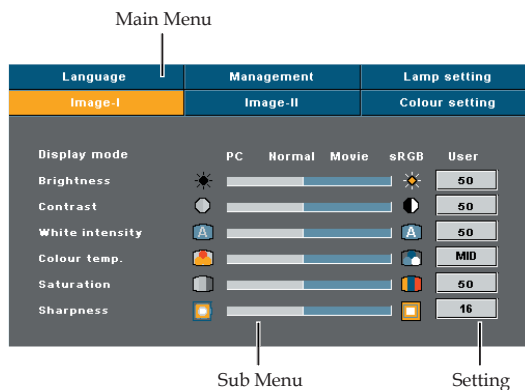 Main Menu
Language Management Lamp setting
Image-I Image-II Colour setting
Display mode PC Normal Movie sRGB User
Brightness 50
Contrast 50
White intensity A A 50
Colour temp. MID
Saturation 50
Sharpness 16
Sub Menu Setting